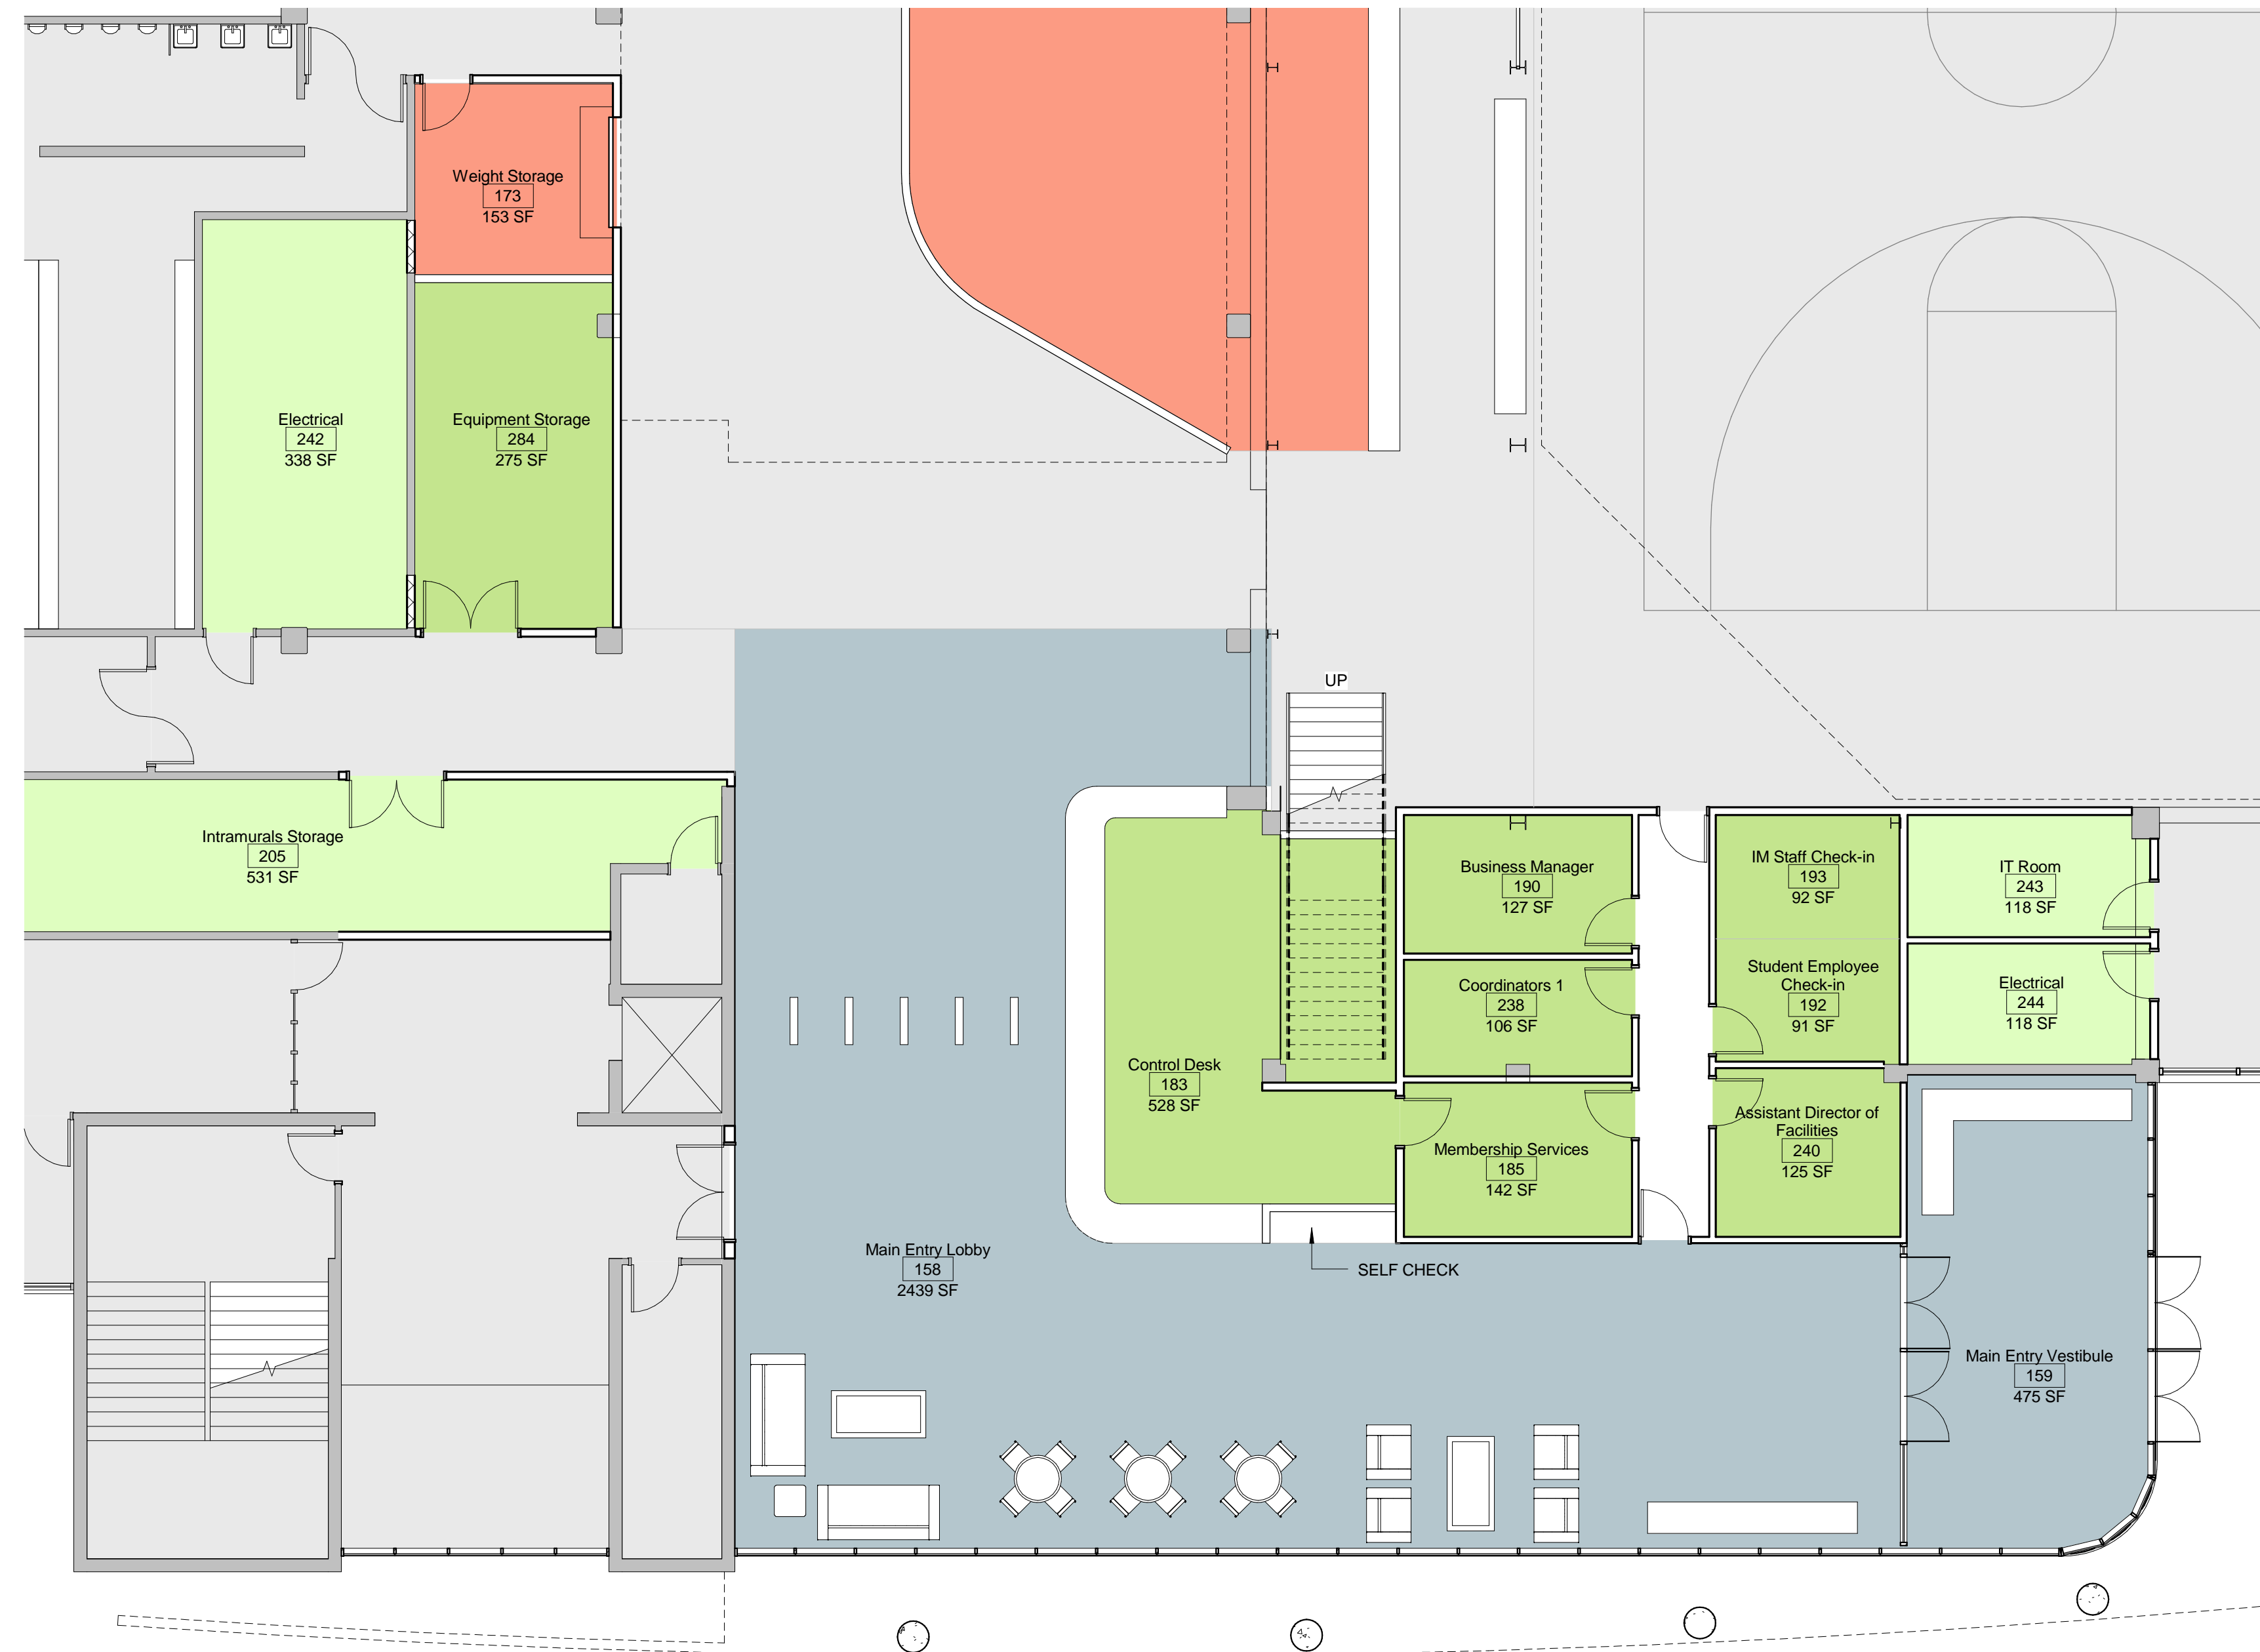 Weight Storage
173
153 SF
Electrical
242
338 SF
Equipment Storage
284
275 SF
UP
Intramurals Storage
205
531 SF
Business Manager
190
127 SF
IM Staff Check-in
193
92 SF
IT Room
243
118 SF
Coordinators 1
238
106 SF
Student Employee
Check-in
192
91 SF
Electrical
244
118 SF
Control Desk
183
528 SF
Membership Services
185
142 SF
Assistant Director of
Facilities
240
125 SF
Main Entry Lobby
158
2439 SF
SELF CHECK
Main Entry Vestibule
159
475 SF